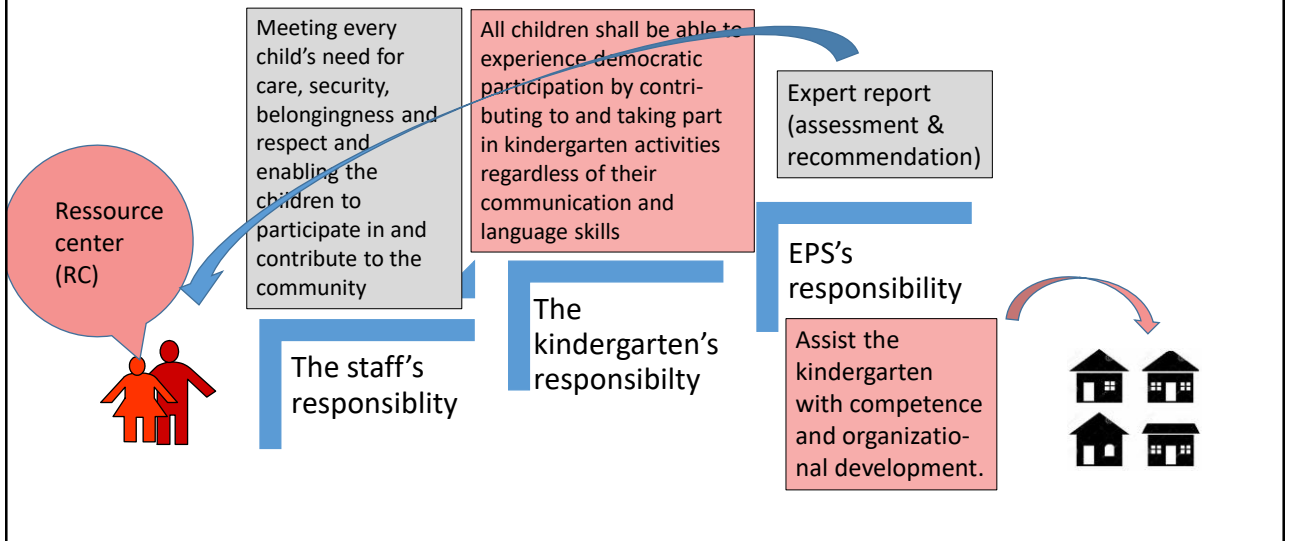 Meeting every
child's need for
care, security,
belongingness and
respect and
enabling the
children to
participate in and
contribute to the
community
All children shall be able to
experience democratic
participation by contri-
buting to and taking part
in kindergarten activities
regardless of their
communication and
language skills
Expert report
(assessment &
recommendation)
Ressource
center
(RC)
The staff's
responsiblity
The
kindergarten's
responsibilty
EPS's
responsibility
Assist the
kindergarten
with competence
and organizatio-
nal development.